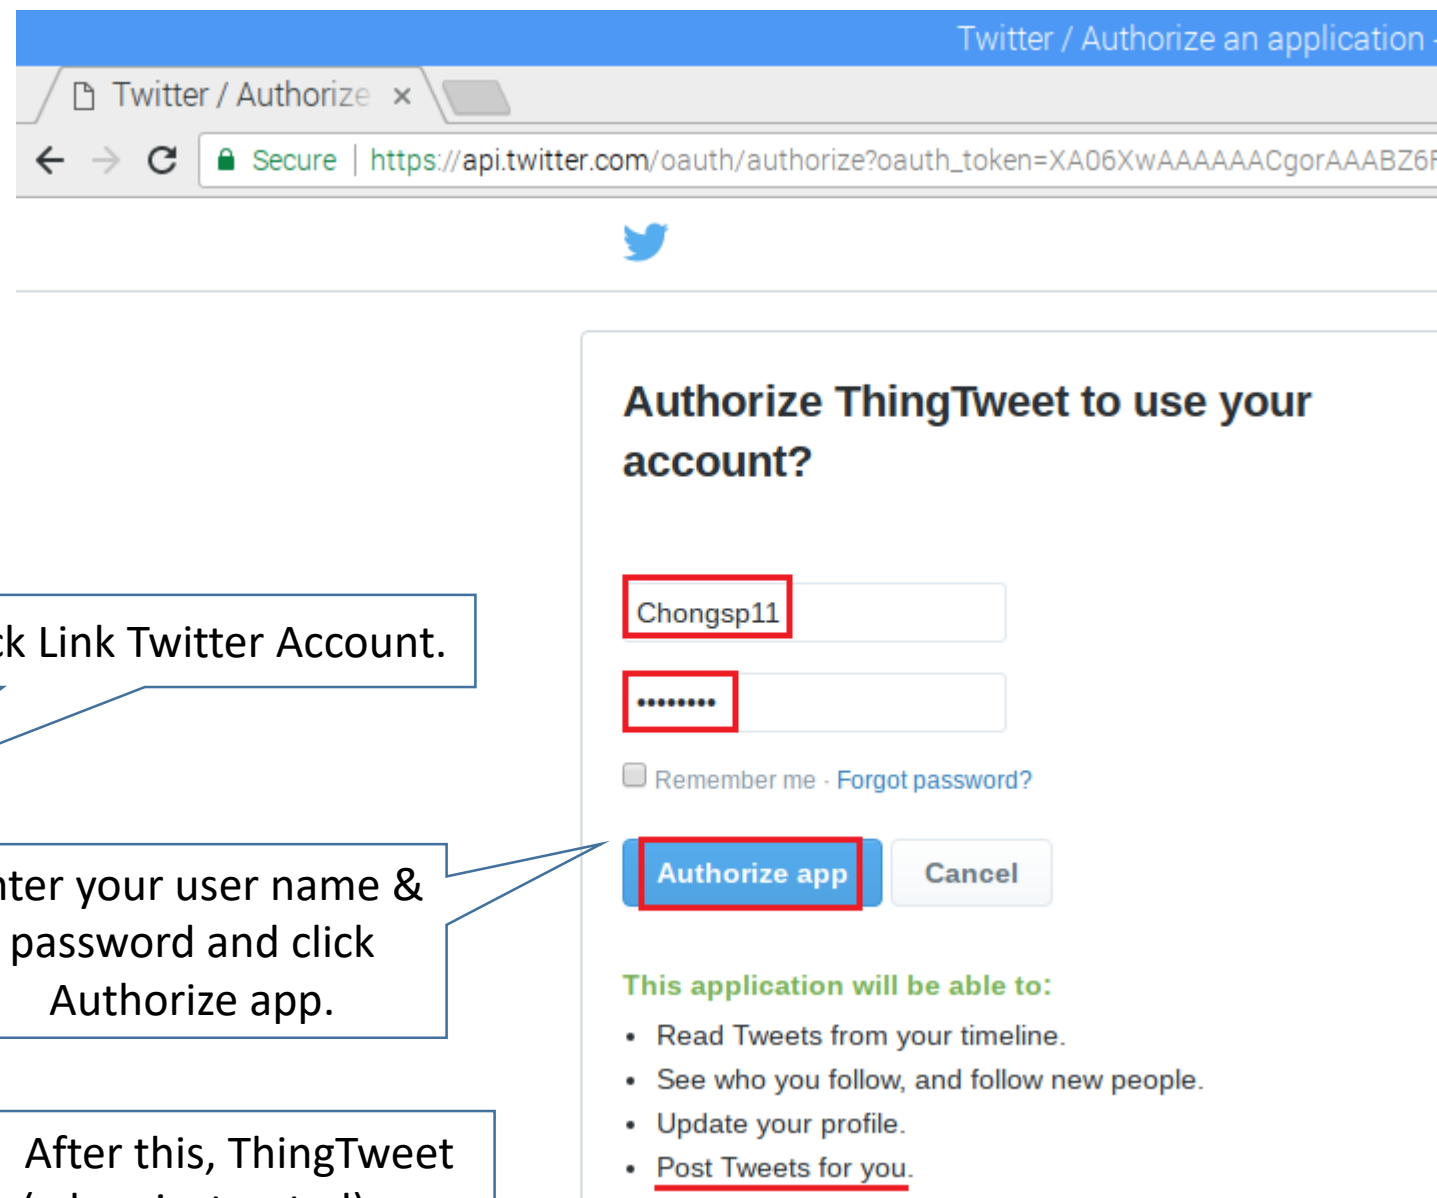 Twitter / Authorize an application
Twitter / Authorize
Secure | https://api.twitter.com/oauth/authorize?oauth_token=XA06XwAAAAAACgorAAABZ6
Authorize ThingTweet to use your
account?
Chongsp11
••••••••
Remember me · Forgot password?
Authorize app
Cancel
This application will be able to:
• Read Tweets from your timeline.
• See who you follow, and follow new people.
• Update your profile.
• Post Tweets for you.
ck Link Twitter Account.
nter your user name &
password and click
Authorize app.
After this, ThingTweet